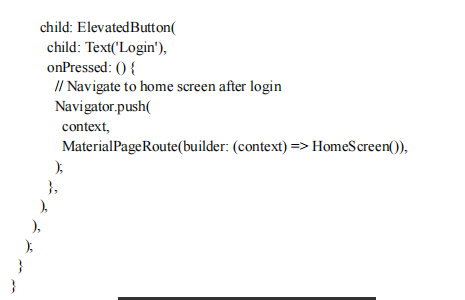 child: ElevatedButton(
child: Text('Login'),
onPressed: () {
// Navigate to home screen after login
Navigator.push(
context,
MaterialPageRoute(builder: (context) => HomeScreen()),
);
},
),
),
);
}
}